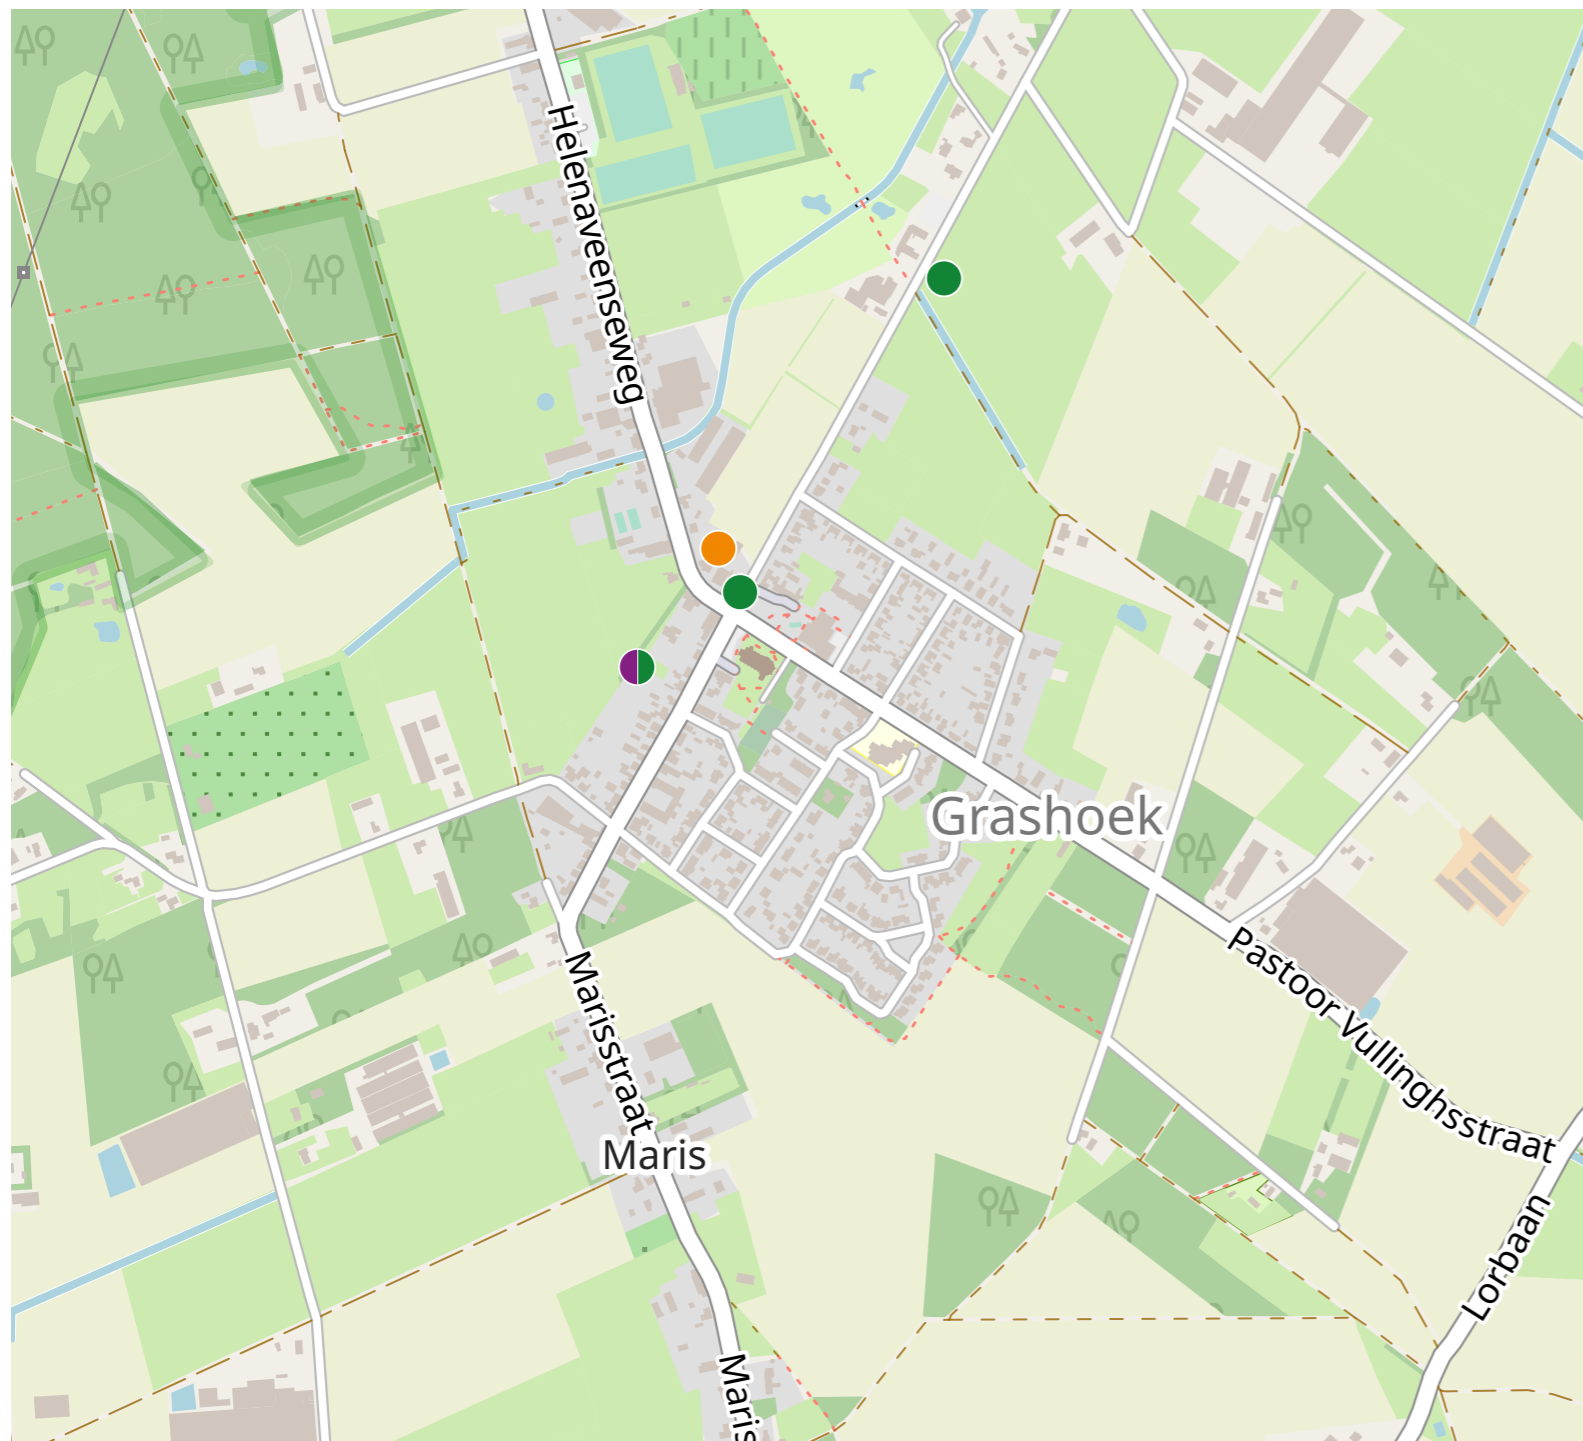 Helenaveenseweg
Grashoek
Pastoor Vullinghsstraat
Marisstraat
Maris
Lorbaan
Maris